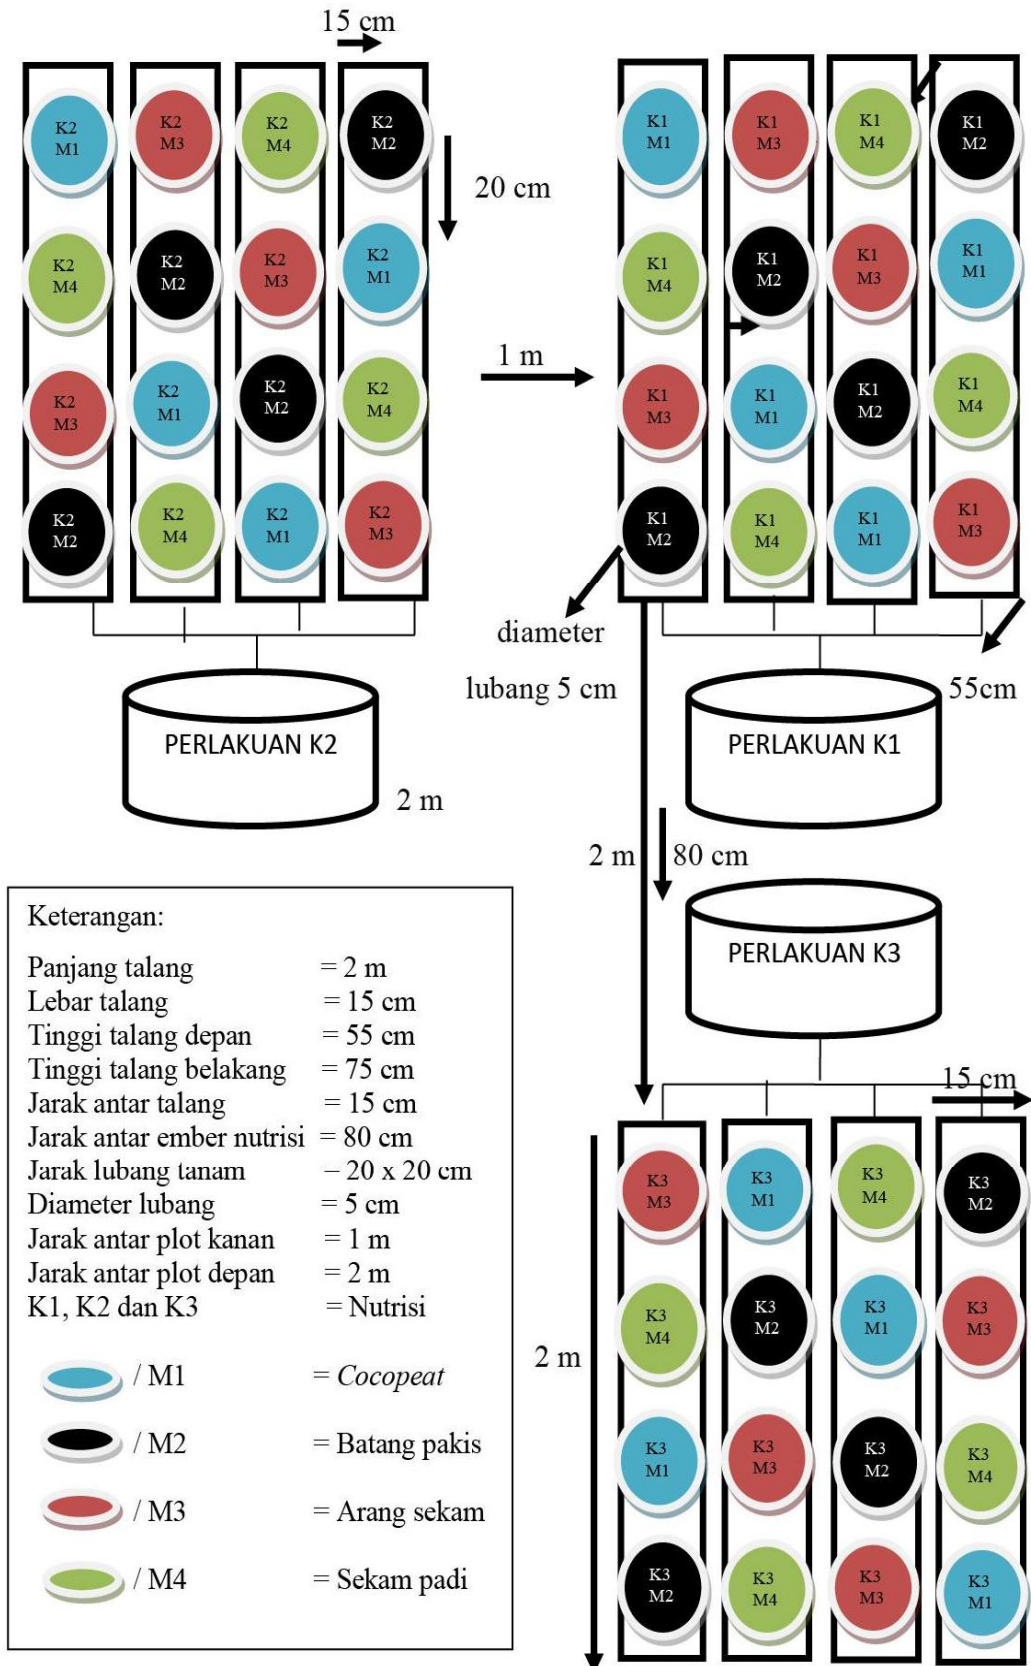 15 cm
K2 K2 K2 K2
M1 M3 M4 M2
20 cm
K2 K2 K2 K2
M4 M2 M3 M1
K2 K2 K2 K2
M3 M1 M2 M4
K2 K2 K2 K2
M2 M4 M1 M3
PERLAKUAN K2
2 m
1 m
K1 K1 K1 K1
M1 M3 M4 M2
K1 K1 K1 K1
M4 M2 M3 M1
K1 K1 K1 K1
M3 M1 M2 M4
K1 K1 K1 K1
M2 M4 M1 M3
diameter
lubang 5 cm
55cm
PERLAKUAN K1
2 m
80 cm
PERLAKUAN K3
15 cm
K3 K3 K3 K3
M3 M1 M4 M2
K3 K3 K3 K3
M4 M2 M1 M3
2 m
K3 K3 K3 K3
M1 M3 M2 M4
K3 K3 K3 K3
M2 M4 M3 M1
Keterangan:
Panjang talang = 2 m
Lebar talang = 15 cm
Tinggi talang depan = 55 cm
Tinggi talang belakang = 75 cm
Jarak antar talang = 15 cm
Jarak antar ember nutrisi = 80 cm
Jarak lubang tanam – 20 x 20 cm
Diameter lubang = 5 cm
Jarak antar plot kanan = 1 m
Jarak antar plot depan = 2 m
K1, K2 dan K3 = Nutrisi
/ M1 = Cocopeat
/ M2 = Batang pakis
/ M3 = Arang sekam
/ M4 = Sekam padi